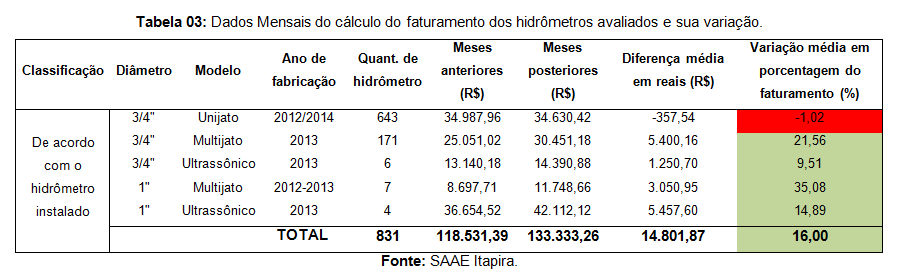 Tabela 03: Dados Mensais do cálculo do faturamento dos hidrômetros avaliados e sua variação.
Classificação Diâmetro Modelo Ano de fabricação Quant. de hidrômetro Meses anteriores (R$) Meses posteriores (R$) Diferença média em reais (R$) Variação média em porcentagem do faturamento (%)
De acordo com o hidrômetro instalado
3/4" Unijato 2012/2014 643 34.987,96 34.630,42 -357,54 -1,02
3/4" Multijato 2013 171 25.051,02 30.451,18 5.400,16 21,56
3/4" Ultrassônico 2013 6 13.140,18 14.390,88 1.250,70 9,51
1" Multijato 2012-2013 7 8.697,71 11.748,66 3.050,95 35,08
1" Ultrassônico 2013 4 36.654,52 42.112,12 5.457,60 14,89
TOTAL 831 118.531,39 133.333,26 14.801,87 16,00
Fonte: SAAE Itapira.